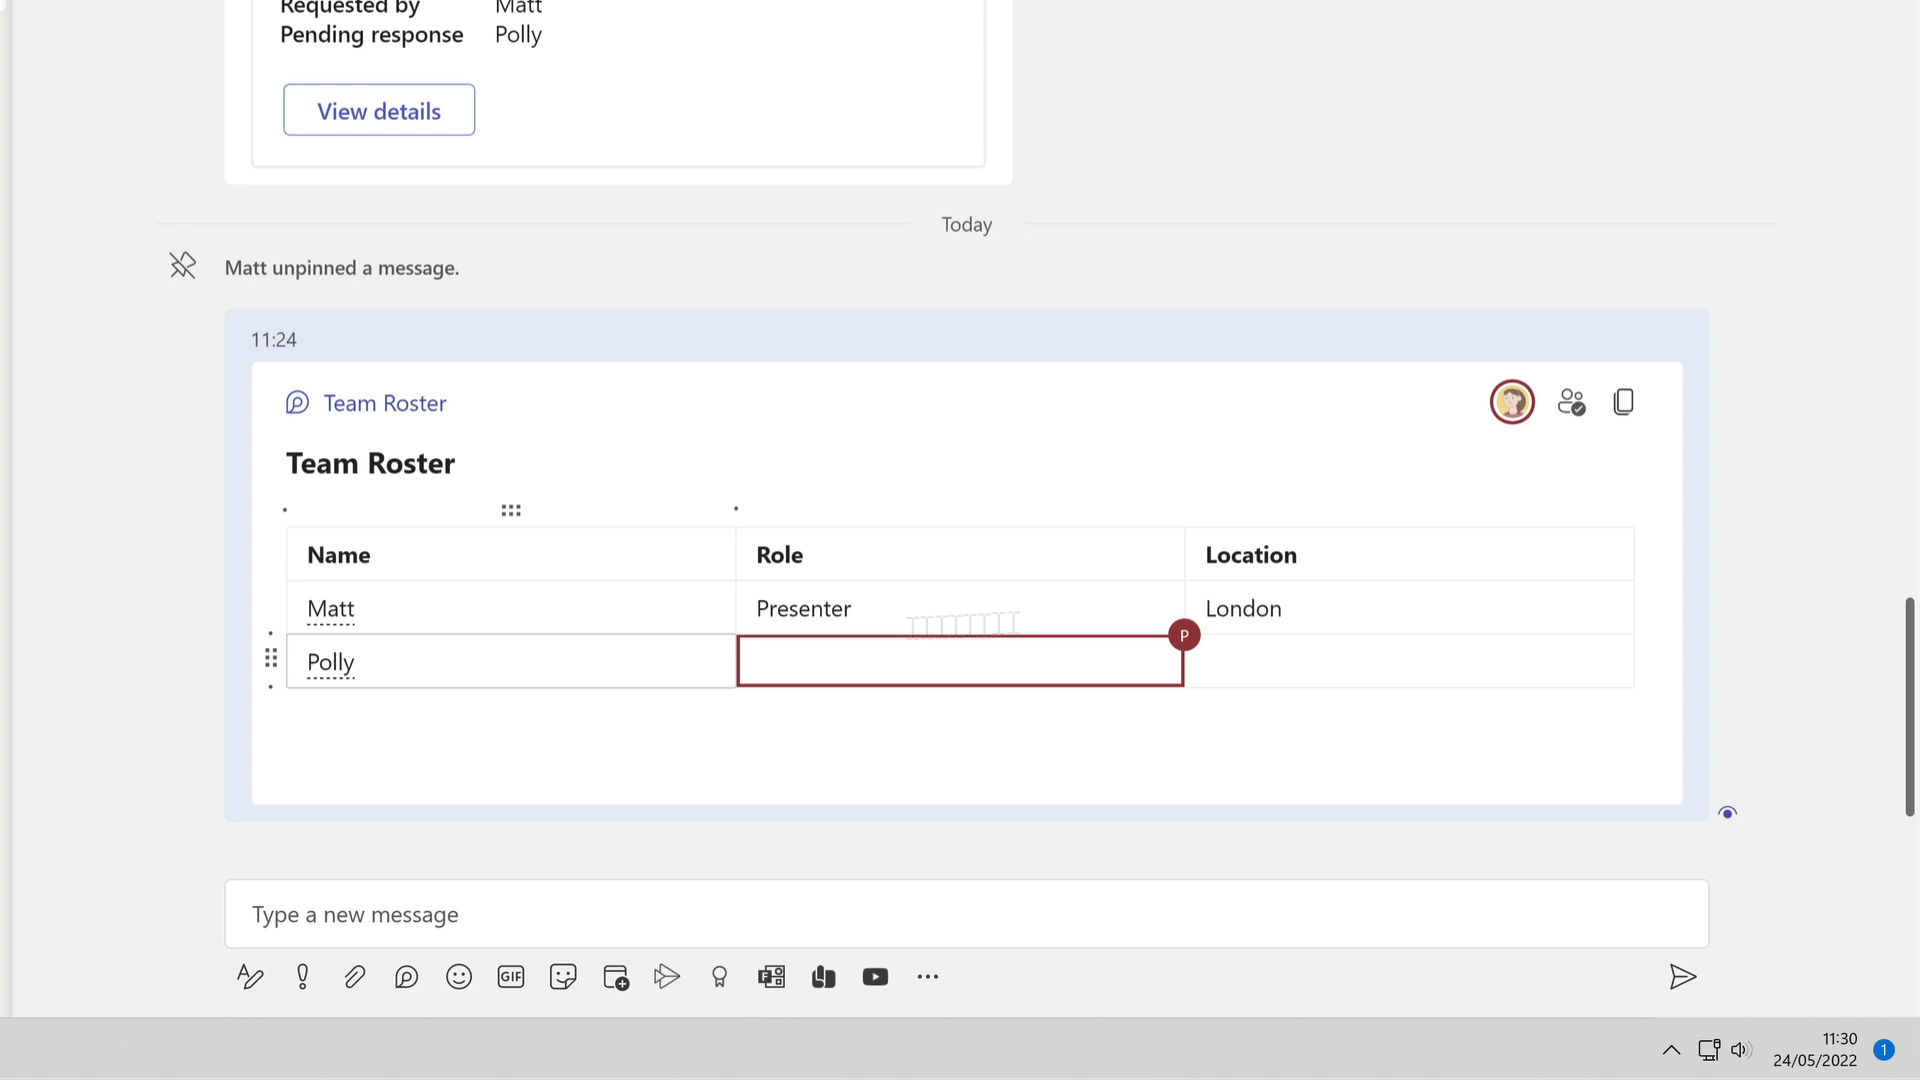 Requested by Matt
Pending response Polly
View details
Today
Matt unpinned a message.
11:24
Team Roster
Team Roster
Name Role Location
Matt Presenter London
P
Polly
Type a new message
GIF
11:30
24/05/2022
1